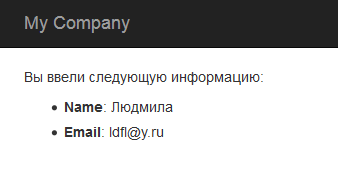 My Company
Вы ввели следующую информацию:
Name: Людмила
Email: ldfl@y.ru